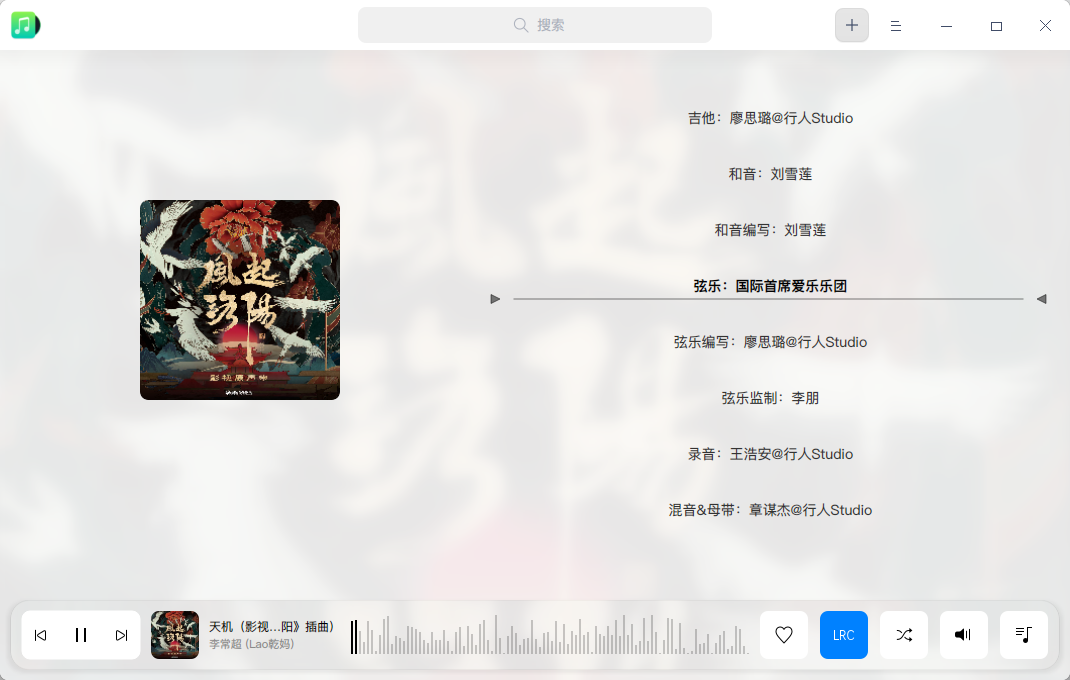 搜索
吉他：廖思璐@行人Studio
和音：刘雪莲
和音编写：刘雪莲
弦乐：国际首席爱乐乐团
弦乐编写：廖思璐@行人Studio
弦乐监制：李朋
录音：王浩安@行人Studio
混音&母带：章谋杰@行人Studio
風起
洛陽
影视原声带
天机（影视...阳》插曲）
李常超 (Lao乾妈)
LRC